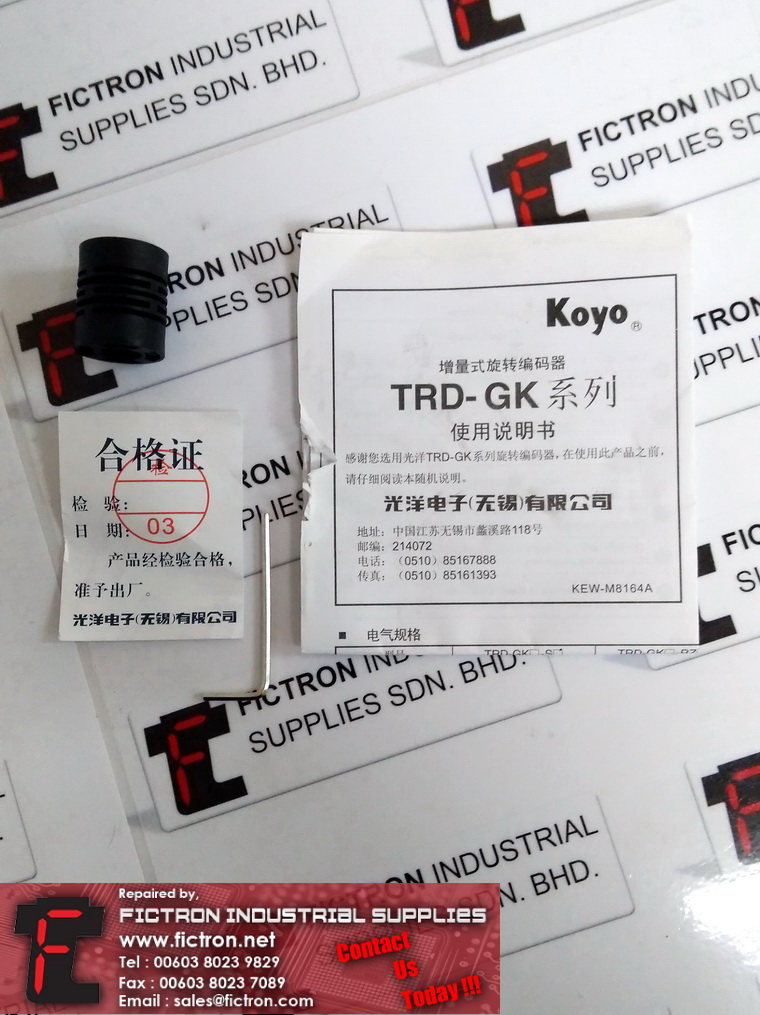 FICTRON INDUSTRIAL
SUPPLIES SDN. BHD.
FICTRON INDU
SUPPLIES SD
RON INDUSTRIAL
PPLIES SDN
TRON
PPLI
Koyo®
增量式旋转编码器
TRD-GK系列
使用说明书
感谢您选用光洋TRD-GK系列旋转编码器,在使用此产品之前,
请仔细阅读本随机说明。
光洋电子(无锡)有限公司
地址:中国江苏无锡市蠡溪路118号
邮编:214072
电话:(0510)85167888
传真:(0510)85161393
KEW-M8164A
■ 电气规格
合格证
检
检 验:
日 期:03
产品经检验合格,
准予出厂。
光洋电子(无锡)有限公司
RON
PLIES
FIC
SU
FICTRON IND
SUPPLIES SDN. BHD.
FICTRON INDUSTRIAL
SDN. BHD.
Repaired by,
FICTRON INDUSTRIAL SUPPLIES
www.fictron.net
Tel : 00603 8023 9829
Fax : 00603 8023 7089
Email : sales@fictron.com
Contact
Us
Today !!!